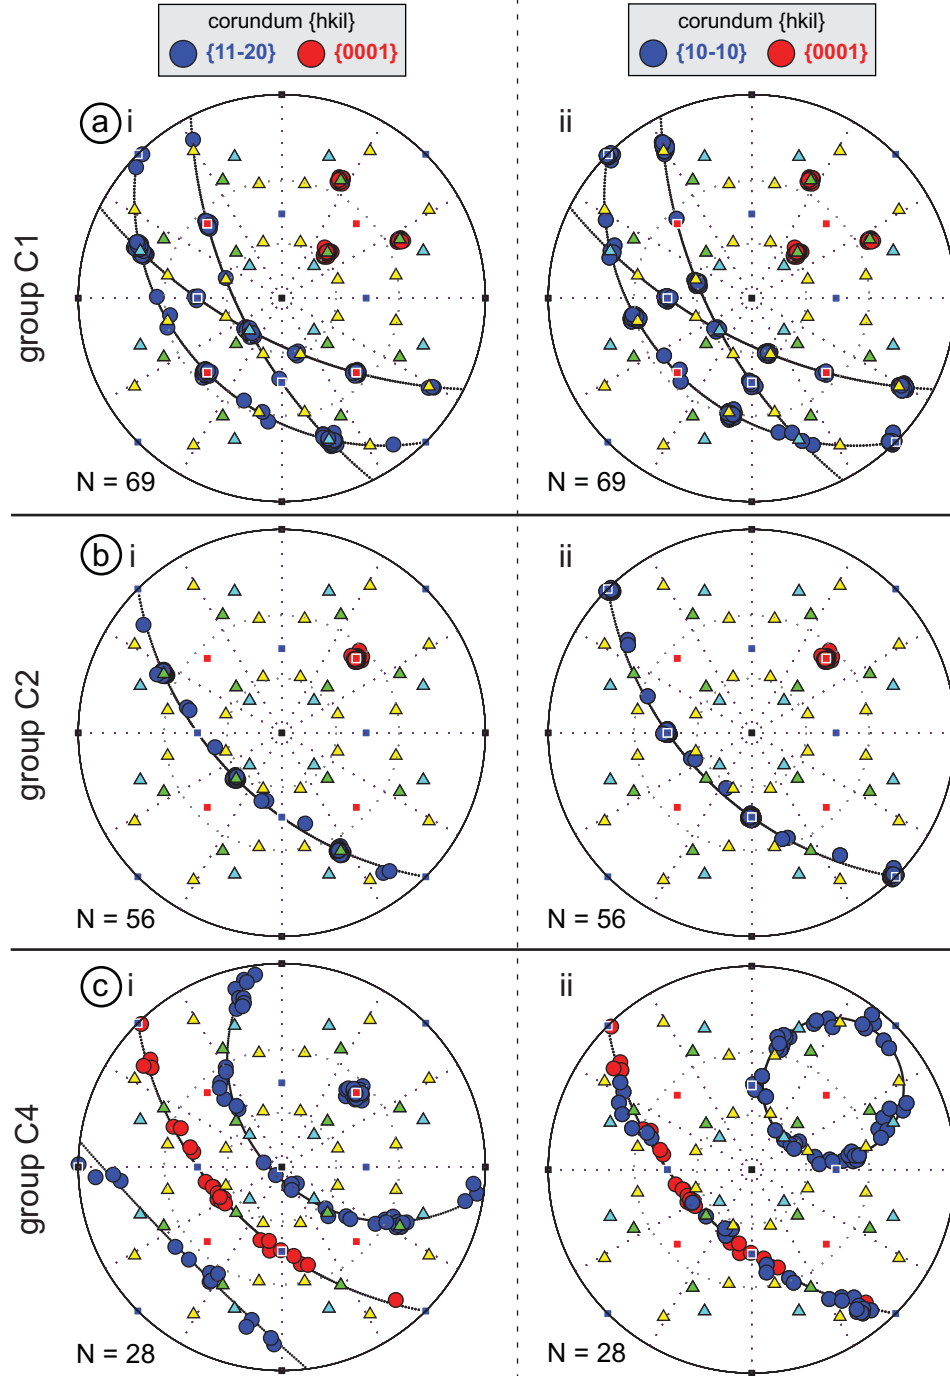 corundum {hkil}
{11-20} {0001}
corundum {hkil}
{10-10} {0001}
a i
ii
group C1
N = 69
N = 69
b i
ii
group C2
N = 56
N = 56
c i
ii
group C4
N = 28
N = 28